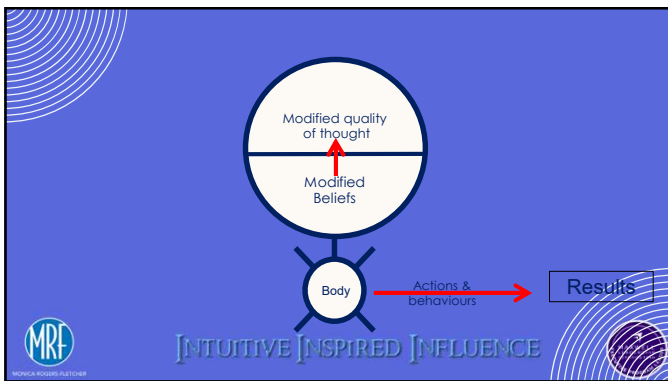 Modified quality
of thought
Modified
Beliefs
Body
Actions &
behaviours
Results
MRF
MONICA ROGERS-FLETCHER
INTUITIVE INSPIRED INFLUENCE